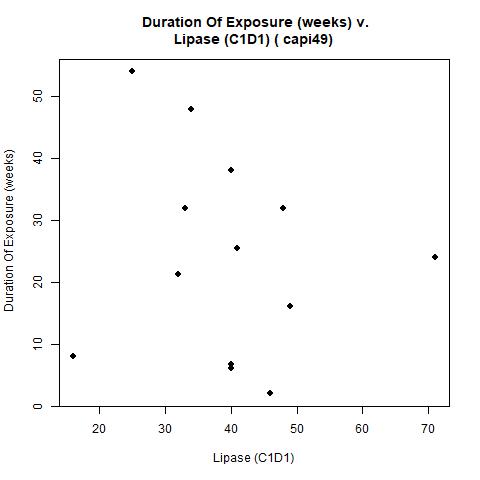 Duration Of Exposure (weeks) v.
Lipase (C1D1) ( capi49)
Duration Of Exposure (weeks)
50
40
30
20
10
0
20 30 40 50 60 70
Lipase (C1D1)